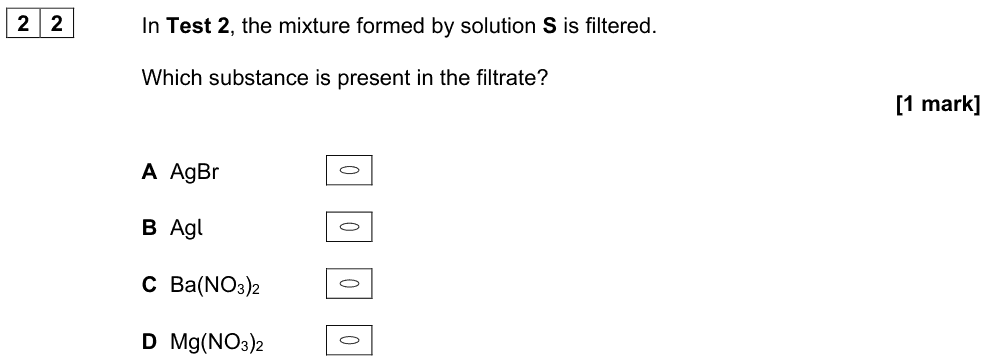 2 2 In Test 2, the mixture formed by solution S is filtered.
Which substance is present in the filtrate?
[1 mark]
A AgBr
B AgI
C Ba(NO₃)₂
D Mg(NO₃)₂